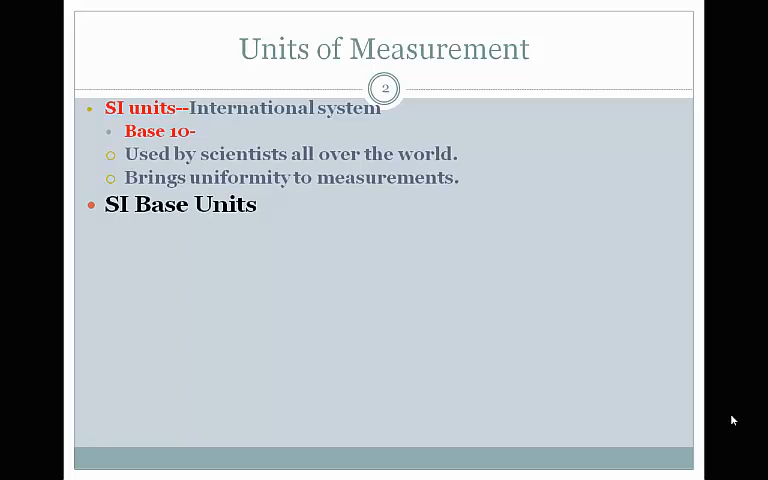 Units of Measurement
2
SI units--International system
Base 10-
Used by scientists all over the world.
Brings uniformity to measurements.
SI Base Units